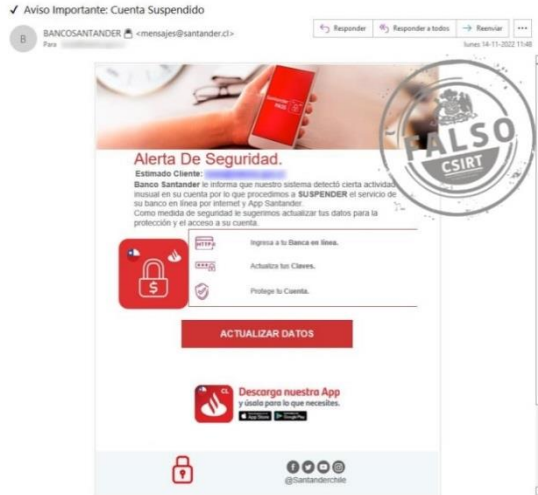 ✓ Aviso Importante: Cuenta Suspendido
B
BANCOSANTANDER <mensajes@santander.cl>
Para
Responder
Responder a todos
Reenviar
lunes 14-11-2022 11:48
Santander
PASS
FALSO
CSIRT
Alerta De Seguridad.
Estimado Cliente:
Banco Santander le informa que nuestro sistema detectó cierta actividad
inusual en su cuenta por lo que procedimos a SUSPENDER el servicio de
su banco en línea por internet y App Santander.
Como medida de seguridad le sugerimos actualizar tus datos para la
protección y el acceso a su cuenta.
HTTPS
Ingresa a tu Banca en línea.
Actualiza tus Claves.
Protege tu Cuenta.
$
ACTUALIZAR DATOS
CL
Descarga nuestra App
y úsala para lo que necesites.
App Store
Google Play
@Santanderchile